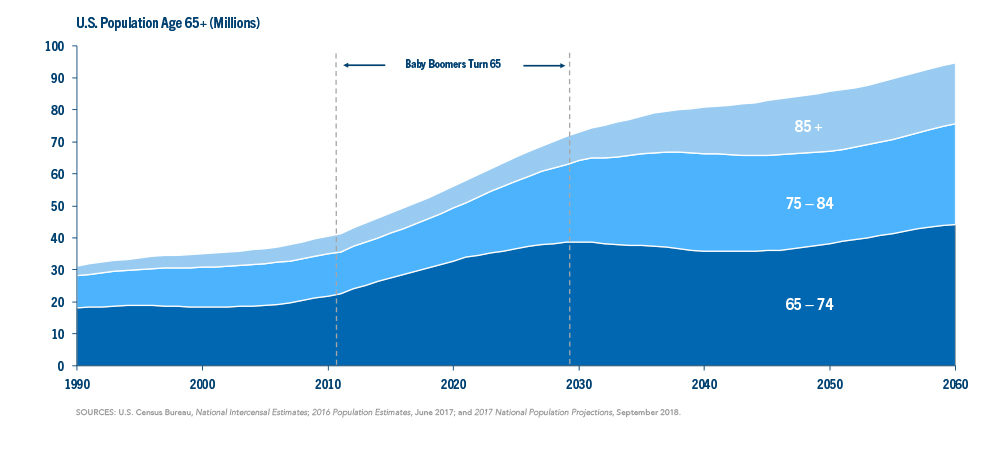 U.S. Population Age 65+ (Millions)
100
90
80
70
60
50
40
30
20
10
0
Baby Boomers Turn 65
85 +
75 – 84
65 – 74
1990 2000 2010 2020 2030 2040 2050 2060
SOURCES: U.S. Census Bureau, National Intercensal Estimates; 2016 Population Estimates, June 2017; and 2017 National Population Projections, September 2018.